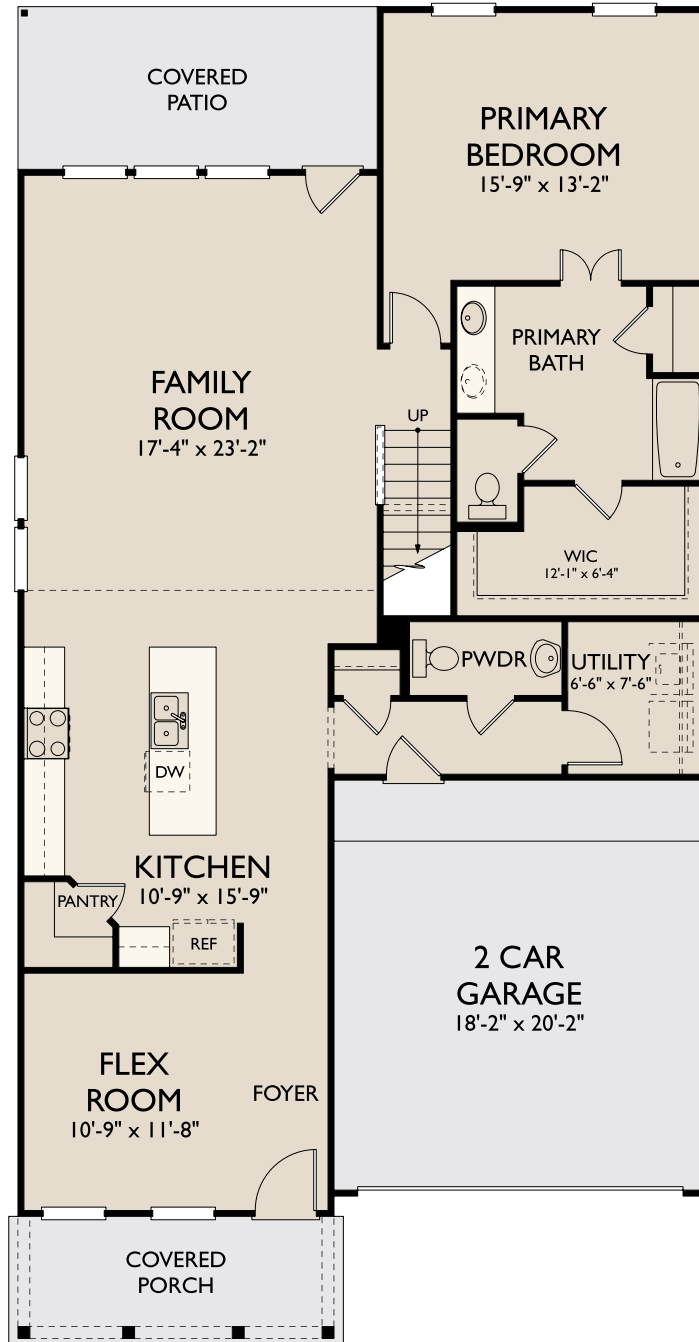 COVERED
PATIO
PRIMARY
BEDROOM
15'-9" x 13'-2"
PRIMARY
BATH
FAMILY
ROOM
17'-4" x 23'-2"
UP
WIC
12'-1" x 6'-4"
PWDR
UTILITY
6'-6" x 7'-6"
DW
KITCHEN
10'-9" x 15'-9"
PANTRY
REF
2 CAR
GARAGE
18'-2" x 20'-2"
FLEX
ROOM
10'-9" x 11'-8"
FOYER
COVERED
PORCH